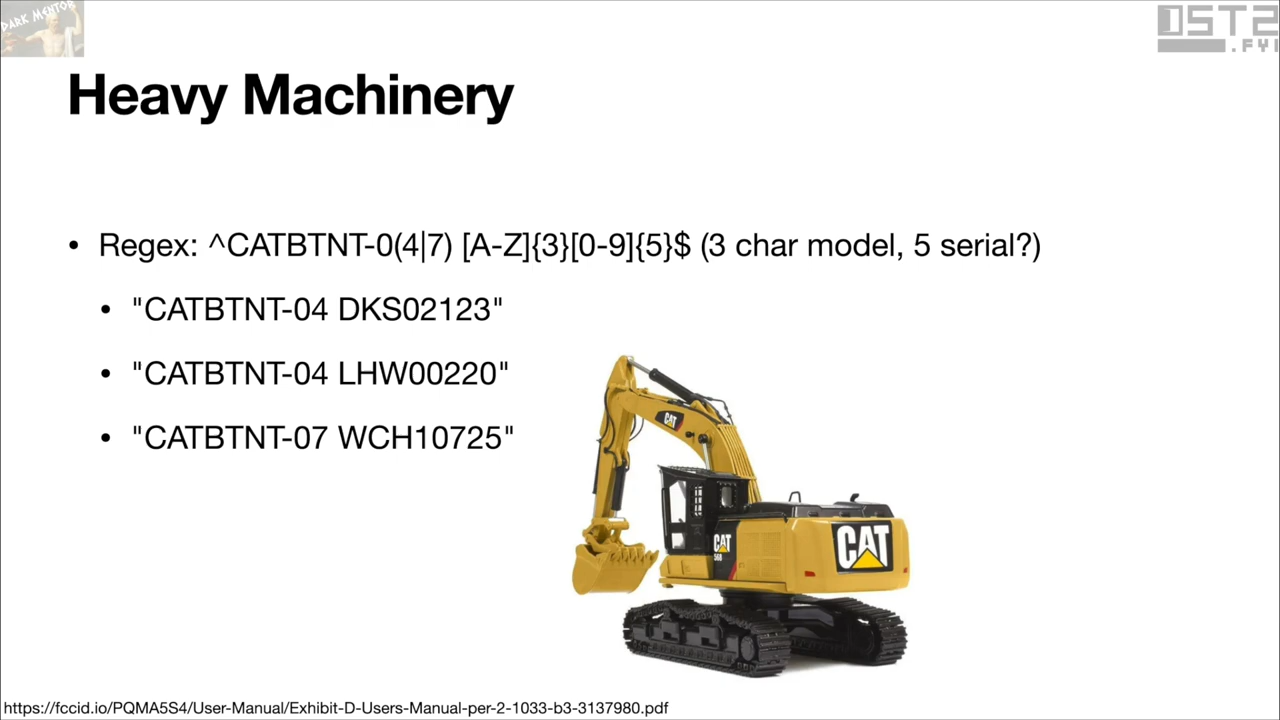 DARK MENTOR
OST2
.FYI
Heavy Machinery
• Regex: ^CATBTNT-0(4|7) [A-Z]{3}[0-9]{5}$ (3 char model, 5 serial?)
• "CATBTNT-04 DKS02123"
• "CATBTNT-04 LHW00220"
• "CATBTNT-07 WCH10725"
CAT
CAT
568
CAT
https://fccid.io/PQMA5S4/User-Manual/Exhibit-D-Users-Manual-per-2-1033-b3-3137980.pdf